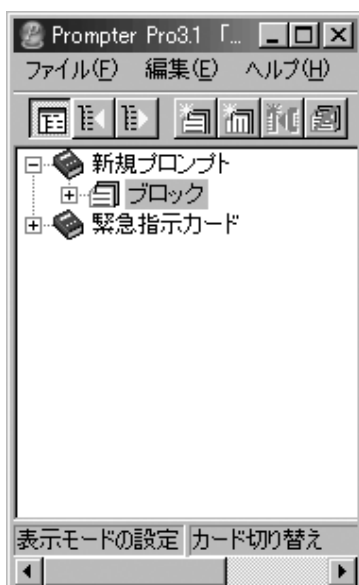 Prompter Pro3.1 「...
ファイル(F) 編集(E) ヘルプ(H)
新規プロンプト
ブロック
緊急指示カード
表示モードの設定 カード切り替え